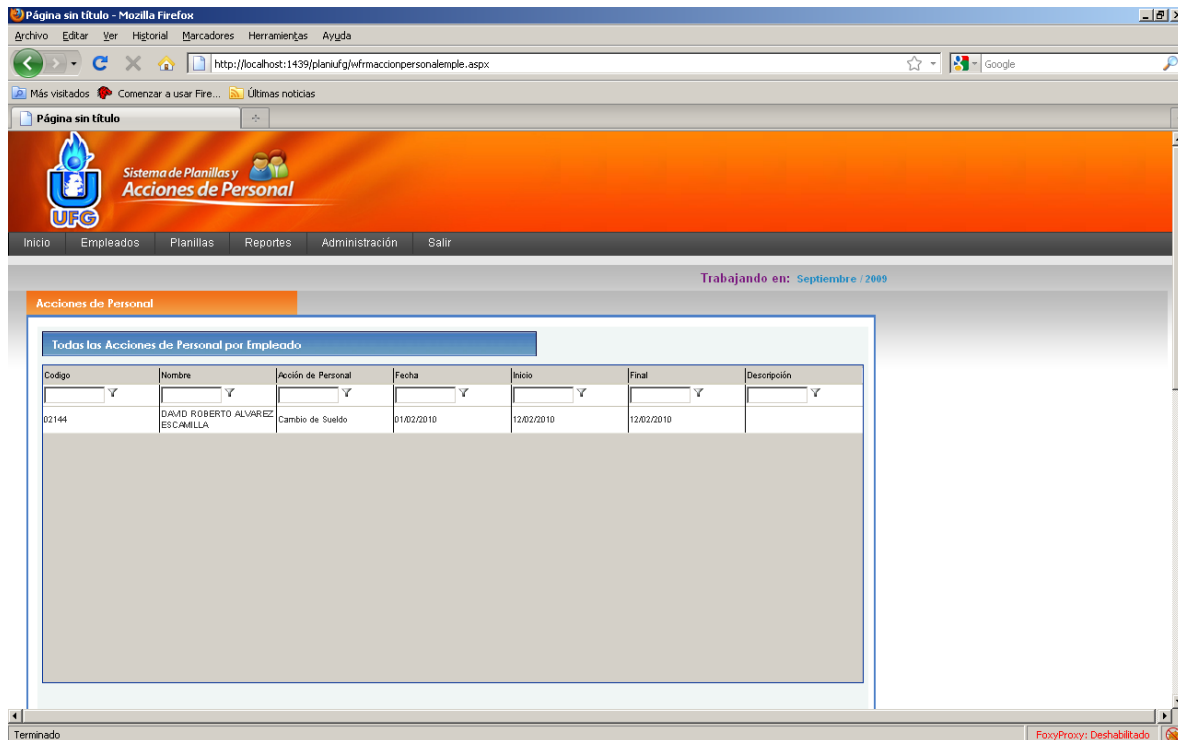 Página sin título - Mozilla Firefox
Archivo Editar Ver Historial Marcadores Herramientas Ayuda
http://localhost:1439/planiufg/wfrmaccionpersonalemple.aspx
Google
Más visitados Comenzar a usar Fire... Últimas noticias
Página sin título
Sistema de Planillas y
Acciones de Personal
UFG
Inicio Empleados Planillas Reportes Administración Salir
Trabajando en: Septiembre / 2009
Acciones de Personal
Todas las Acciones de Personal por Empleado
Codigo Nombre Acción de Personal Fecha Inicio Final Descripción
02144 DAVID ROBERTO ALVAREZ ESCAMILLA Cambio de Sueldo 01/02/2010 12/02/2010 12/02/2010
Terminado
FoxyProxy: Deshabilitado